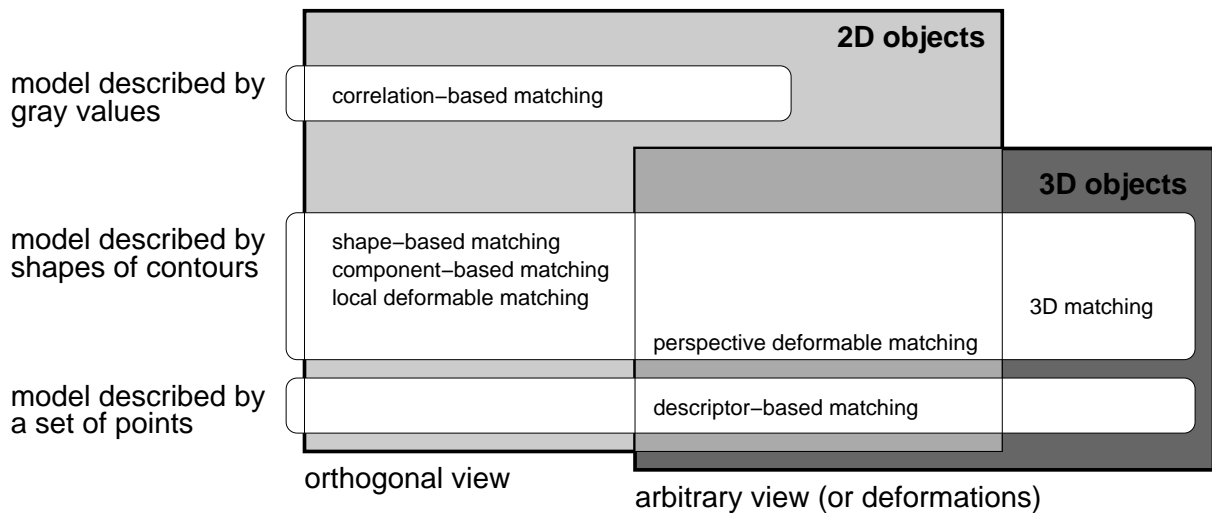 2D objects
model described by
gray values
correlation−based matching
3D objects
model described by
shapes of contours
shape−based matching
component−based matching
local deformable matching
3D matching
perspective deformable matching
model described by
a set of points
descriptor−based matching
orthogonal view
arbitrary view (or deformations)